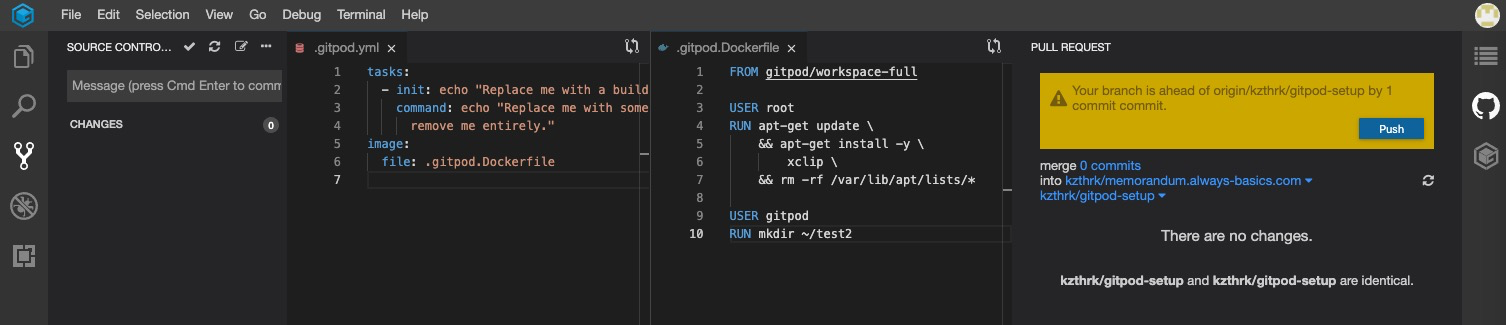 File Edit Selection View Go Debug Terminal Help
SOURCE CONTRO...
Message (press Cmd Enter to comm
CHANGES
0
.gitpod.yml
1 tasks:
2 - init: echo "Replace me with a build
3 command: echo "Replace me with some
4 remove me entirely."
5 image:
6 file: .gitpod.Dockerfile
7
.gitpod.Dockerfile
1 FROM gitpod/workspace-full
2
3 USER root
4 RUN apt-get update \
5 && apt-get install -y \
6 xclip \
7 && rm -rf /var/lib/apt/lists/*
8
9 USER gitpod
10 RUN mkdir ~/test2
PULL REQUEST
Your branch is ahead of origin/kzthrk/gitpod-setup by 1
commit commit.
Push
merge 0 commits
into kzthrk/memorandum.always-basics.com
kzthrk/gitpod-setup
There are no changes.
kzthrk/gitpod-setup and kzthrk/gitpod-setup are identical.